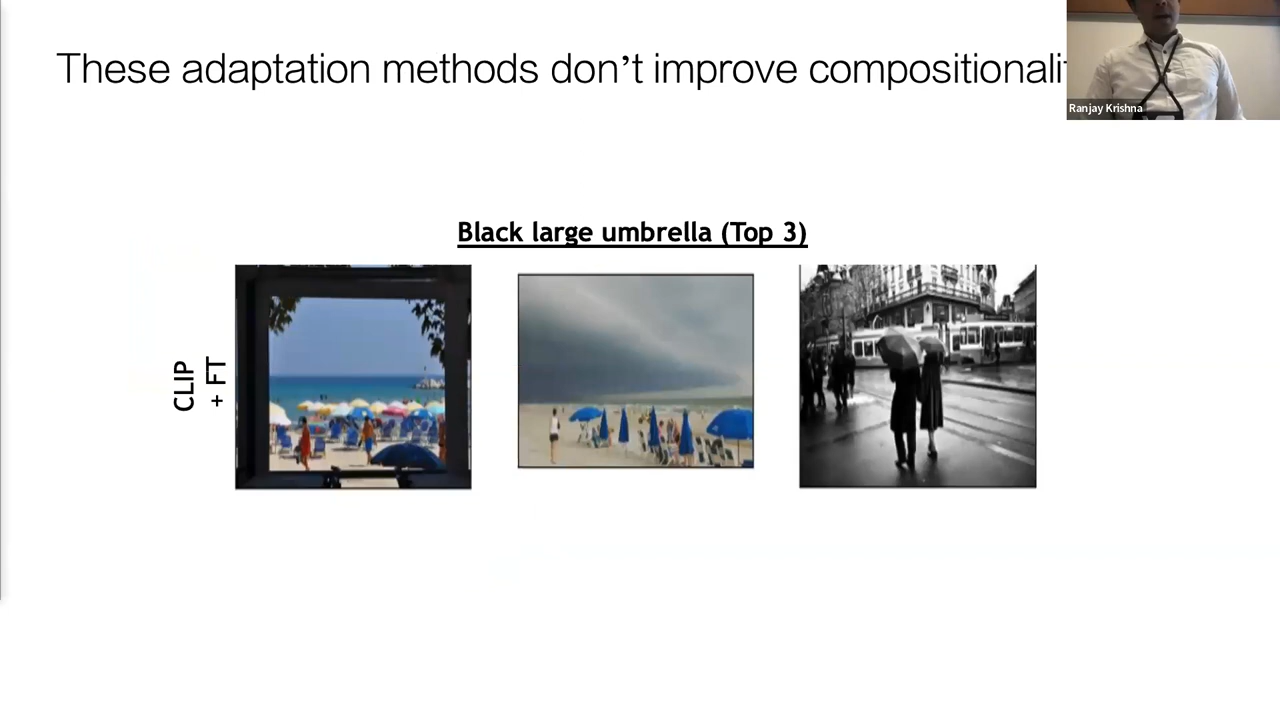 These adaptation methods don’t improve compositionali
Ranjay Krishna
Black large umbrella (Top 3)
CLIP
+ FT